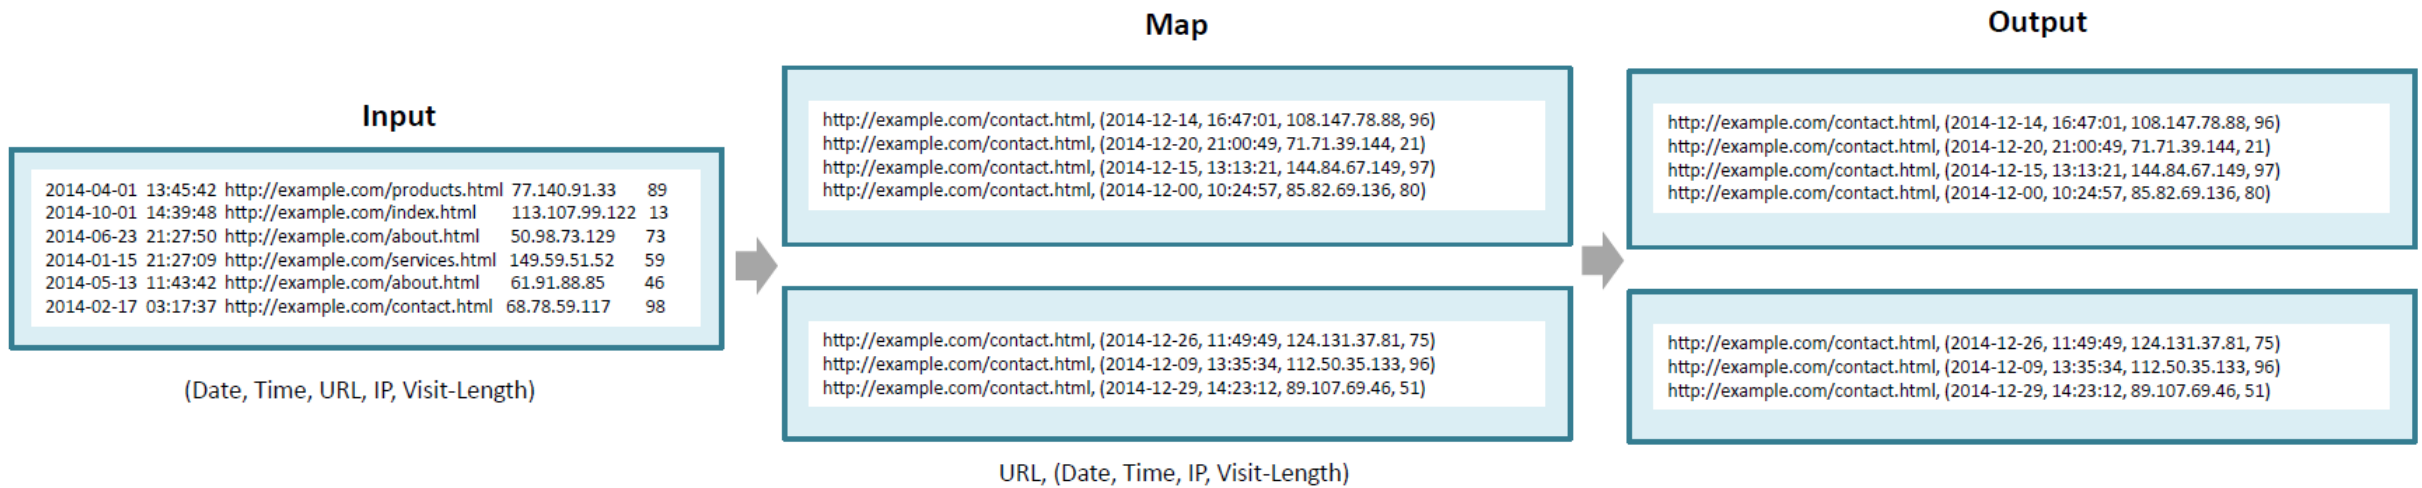 Input
2014-04-01 13:45:42 http://example.com/products.html 77.140.91.33 89
2014-10-01 14:39:48 http://example.com/index.html 113.107.99.122 13
2014-06-23 21:27:50 http://example.com/about.html 50.98.73.129 73
2014-01-15 21:27:09 http://example.com/services.html 149.59.51.52 59
2014-05-13 11:43:42 http://example.com/about.html 61.91.88.85 46
2014-02-17 03:17:37 http://example.com/contact.html 68.78.59.117 98
(Date, Time, URL, IP, Visit-Length)
Map
http://example.com/contact.html, (2014-12-14, 16:47:01, 108.147.78.88, 96)
http://example.com/contact.html, (2014-12-20, 21:00:49, 71.71.39.144, 21)
http://example.com/contact.html, (2014-12-15, 13:13:21, 144.84.67.149, 97)
http://example.com/contact.html, (2014-12-00, 10:24:57, 85.82.69.136, 80)
http://example.com/contact.html, (2014-12-26, 11:49:49, 124.131.37.81, 75)
http://example.com/contact.html, (2014-12-09, 13:35:34, 112.50.35.133, 96)
http://example.com/contact.html, (2014-12-29, 14:23:12, 89.107.69.46, 51)
URL, (Date, Time, IP, Visit-Length)
Output
http://example.com/contact.html, (2014-12-14, 16:47:01, 108.147.78.88, 96)
http://example.com/contact.html, (2014-12-20, 21:00:49, 71.71.39.144, 21)
http://example.com/contact.html, (2014-12-15, 13:13:21, 144.84.67.149, 97)
http://example.com/contact.html, (2014-12-00, 10:24:57, 85.82.69.136, 80)
http://example.com/contact.html, (2014-12-26, 11:49:49, 124.131.37.81, 75)
http://example.com/contact.html, (2014-12-09, 13:35:34, 112.50.35.133, 96)
http://example.com/contact.html, (2014-12-29, 14:23:12, 89.107.69.46, 51)